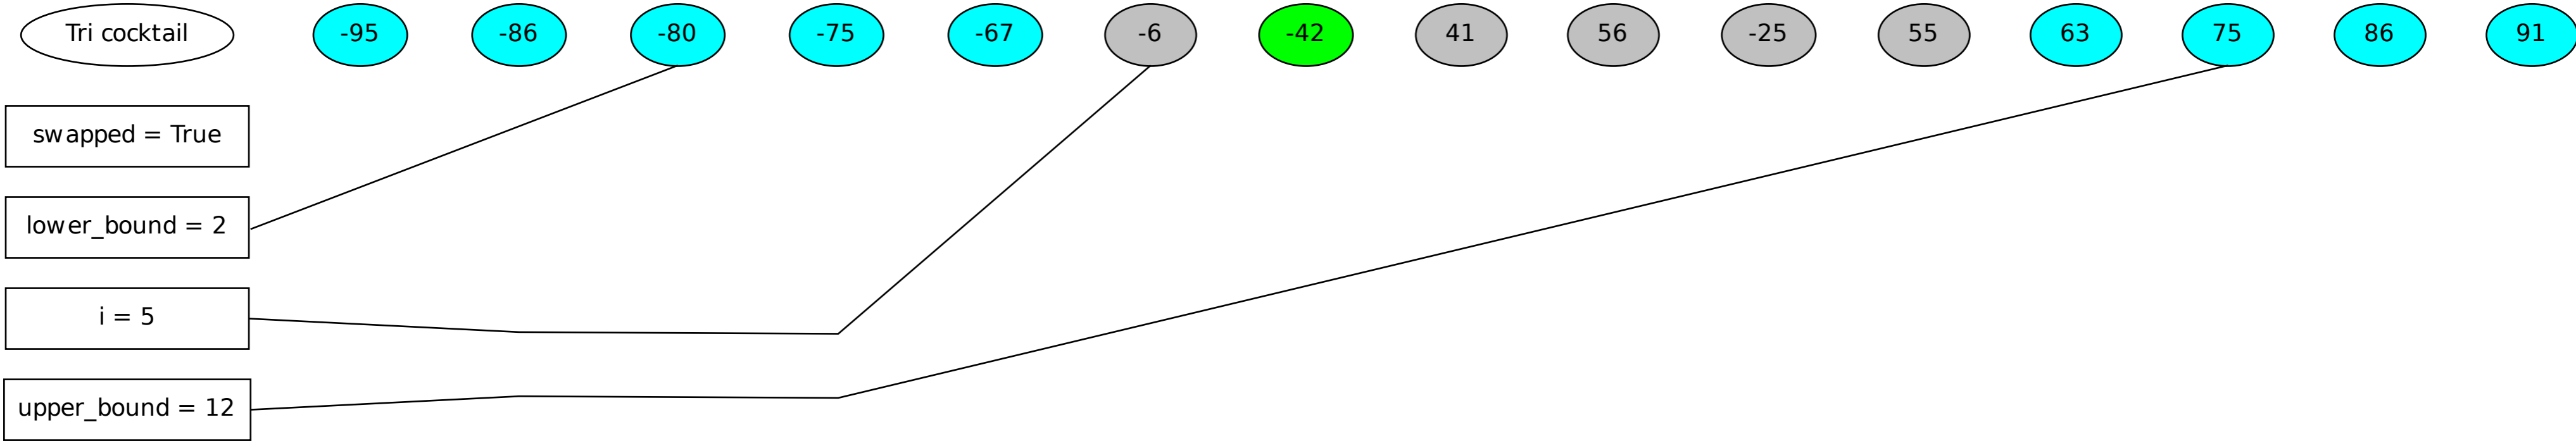 Tri cocktail -95 -86 -80 -75 -67 -6 -42 41 56 -25 55 63 75 86 91
swapped = True
lower_bound = 2
i = 5
upper_bound = 12